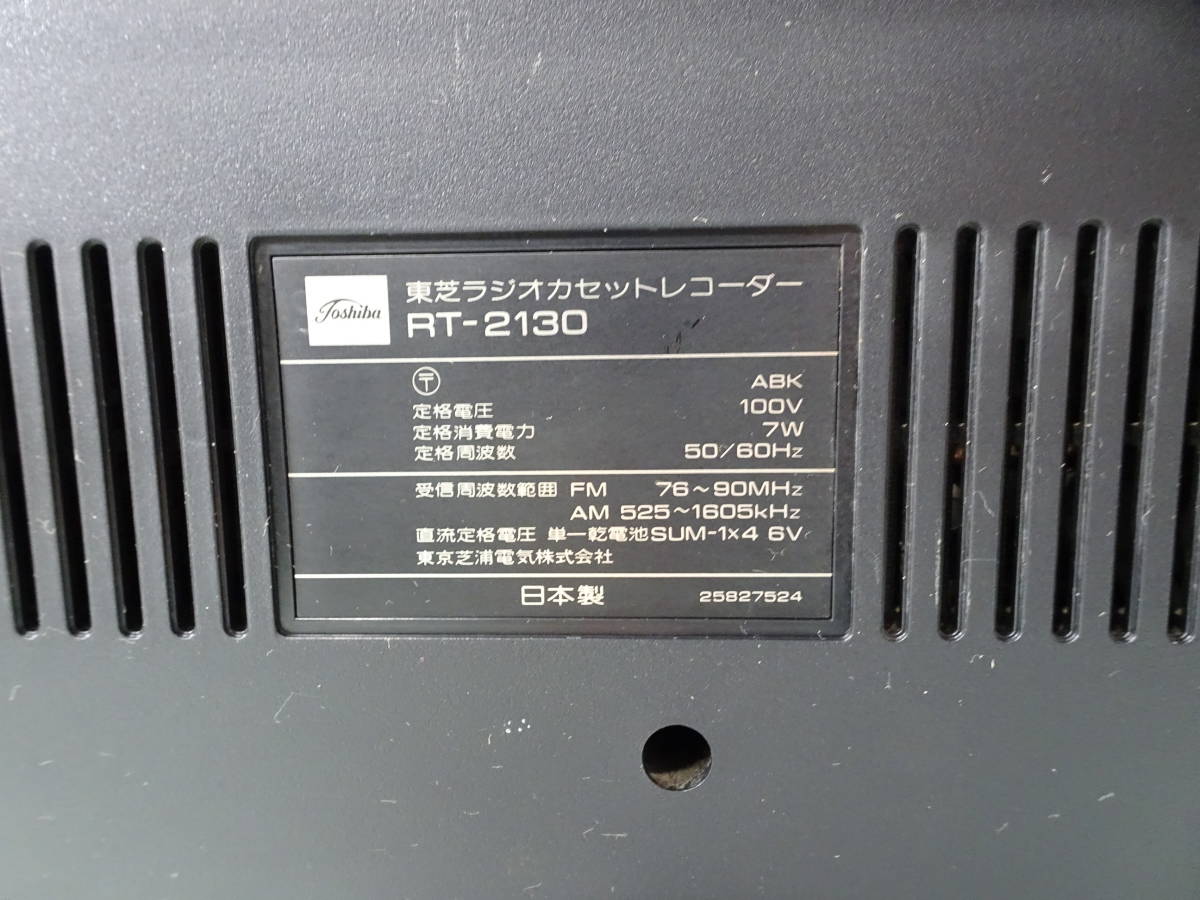 Toshiba
東芝ラジオカセットレコーダー
RT-2130
〒 ABK
定格電圧 100V
定格消費電力 7W
定格周波数 50/60Hz
受信周波数範囲 FM 76~90MHz
AM 525~1605kHz
直流定格電圧 単一乾電池SUM-1×4 6V
東京芝浦電気株式会社
日本製 25827524